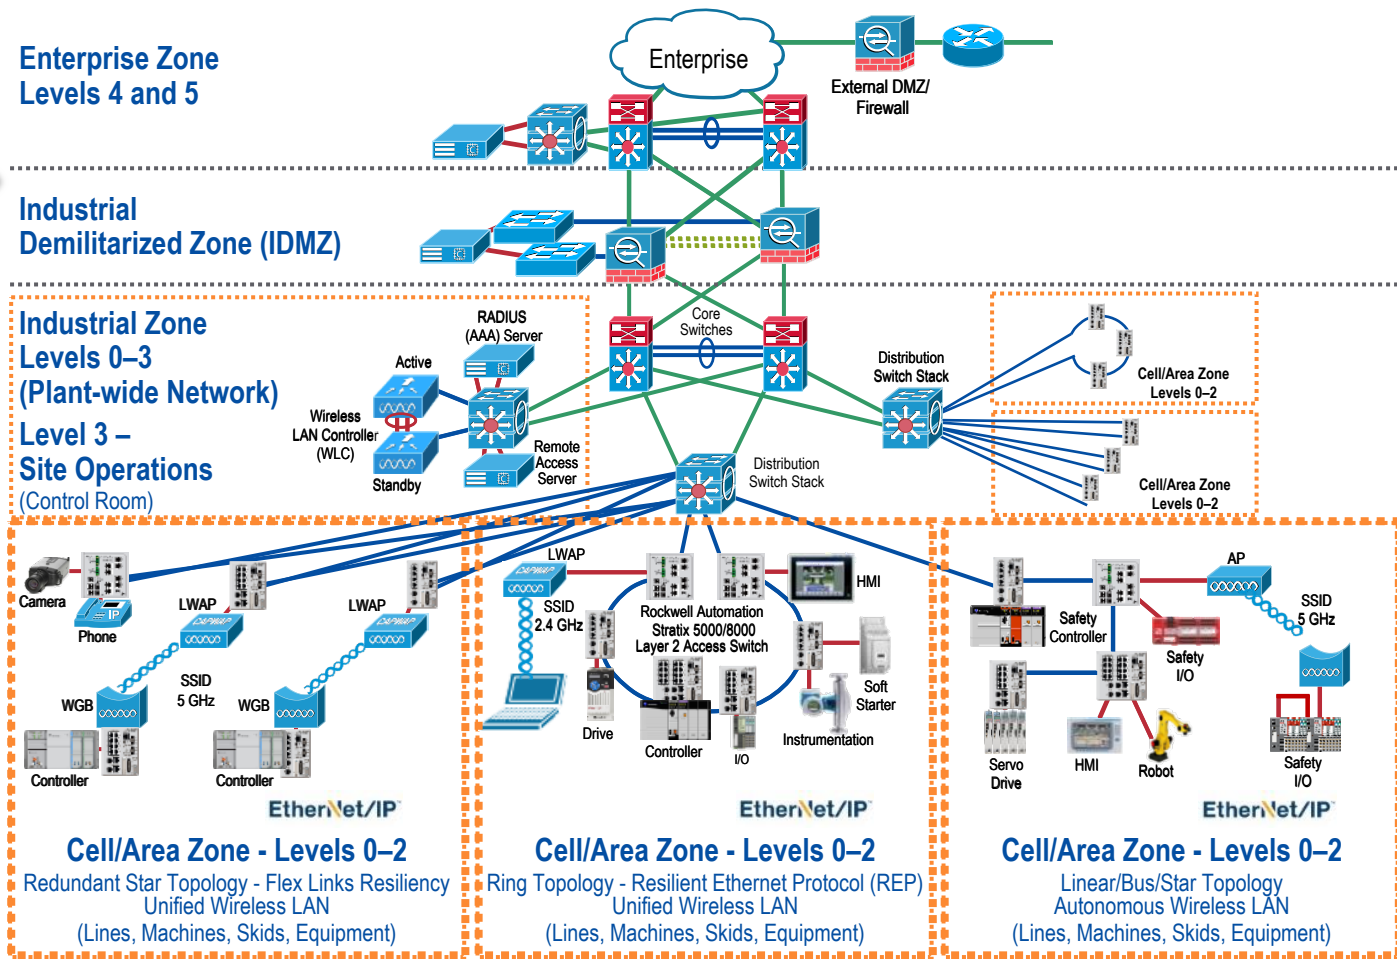 Enterprise Zone
Levels 4 and 5
Enterprise
External DMZ/
Firewall
Industrial
Demilitarized Zone (IDMZ)
Industrial Zone
Levels 0–3
(Plant-wide Network)
Level 3 –
Site Operations
(Control Room)
RADIUS
(AAA) Server
Active
Wireless
LAN Controller
(WLC)
Standby
Remote
Access
Server
Core
Switches
Distribution
Switch Stack
Distribution
Switch Stack
Cell/Area Zone
Levels 0–2
Cell/Area Zone
Levels 0–2
Camera
IP
Phone
LWAP
CAPWAP
LWAP
CAPWAP
SSID
5 GHz
WGB
WGB
Controller
Controller
EtherNet/IP™
Cell/Area Zone - Levels 0–2
Redundant Star Topology - Flex Links Resiliency
Unified Wireless LAN
(Lines, Machines, Skids, Equipment)
LWAP
CAPWAP
SSID
2.4 GHz
HMI
Rockwell Automation
Stratix 5000/8000
Layer 2 Access Switch
Drive
Controller
I/O
Instrumentation
Soft
Starter
EtherNet/IP™
Cell/Area Zone - Levels 0–2
Ring Topology - Resilient Ethernet Protocol (REP)
Unified Wireless LAN
(Lines, Machines, Skids, Equipment)
AP
SSID
5 GHz
Safety
Controller
Safety
I/O
Servo
Drive
HMI
Robot
Safety
I/O
EtherNet/IP™
Cell/Area Zone - Levels 0–2
Linear/Bus/Star Topology
Autonomous Wireless LAN
(Lines, Machines, Skids, Equipment)